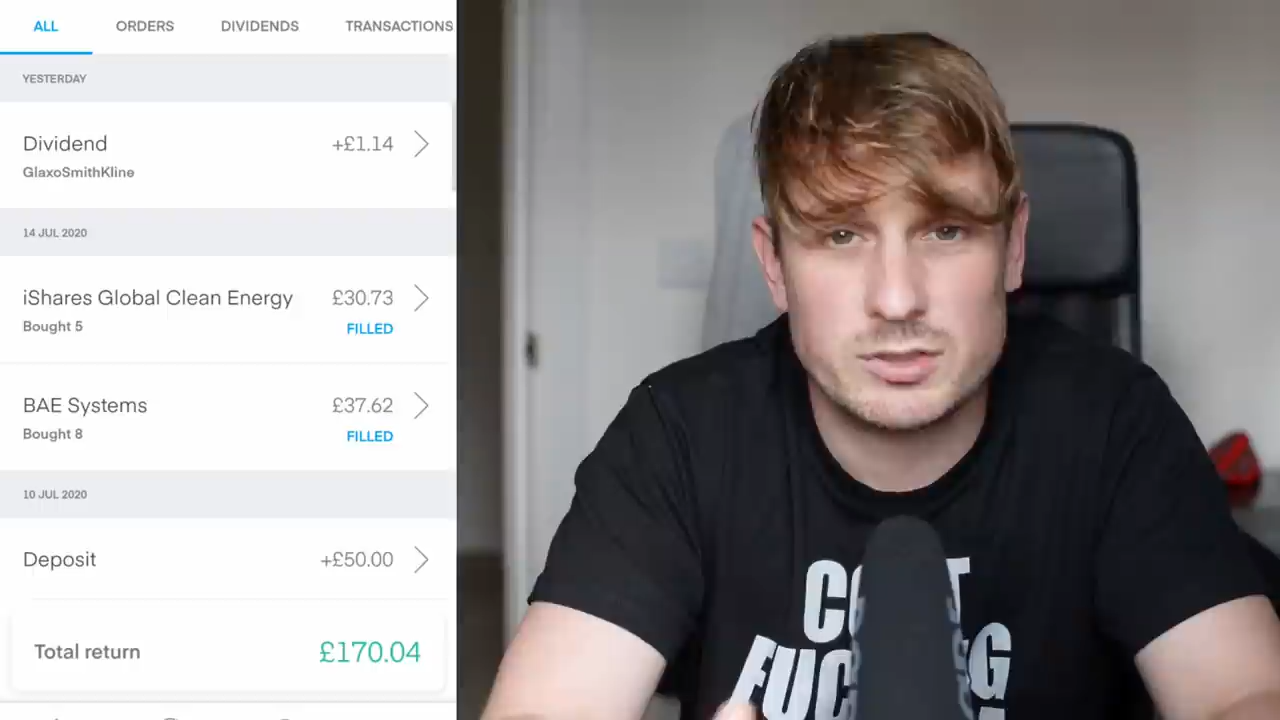 ALL ORDERS DIVIDENDS TRANSACTIONS
YESTERDAY
Dividend +£1.14
GlaxoSmithKline
14 JUL 2020
iShares Global Clean Energy £30.73
Bought 5 FILLED
BAE Systems £37.62
Bought 8 FILLED
10 JUL 2020
Deposit +£50.00
Total return £170.04